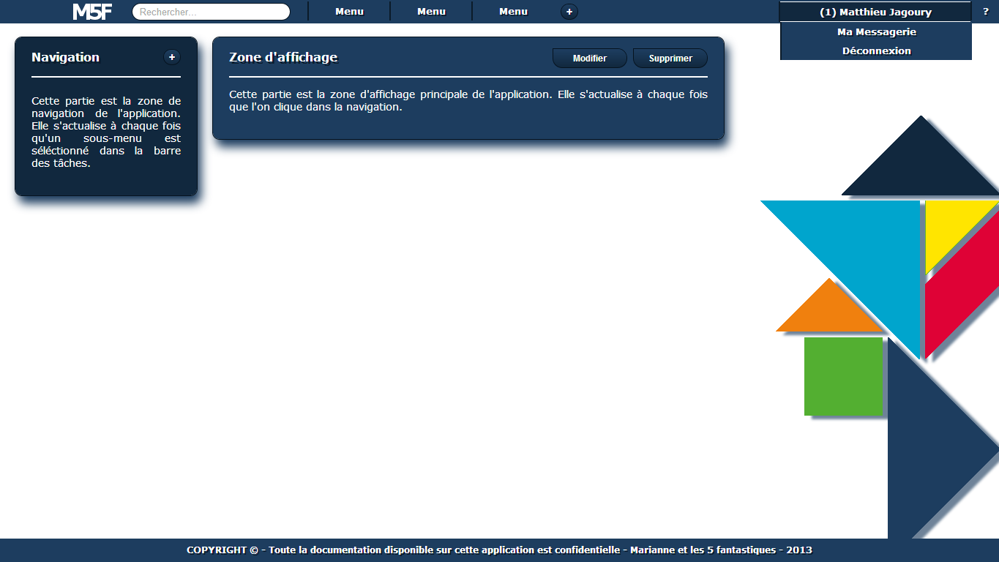 M5F Rechercher... Menu Menu Menu + (1) Matthieu Jagoury ?
Ma Messagerie
Déconnexion
Navigation +
Cette partie est la zone de
navigation de l'application.
Elle s'actualise à chaque fois
qu'un sous-menu est
séléctionné dans la barre
des tâches.
Zone d'affichage Modifier Supprimer
Cette partie est la zone d'affichage principale de l'application. Elle s'actualise à chaque fois
que l'on clique dans la navigation.
COPYRIGHT © - Toute la documentation disponible sur cette application est confidentielle - Marianne et les 5 fantastiques - 2013